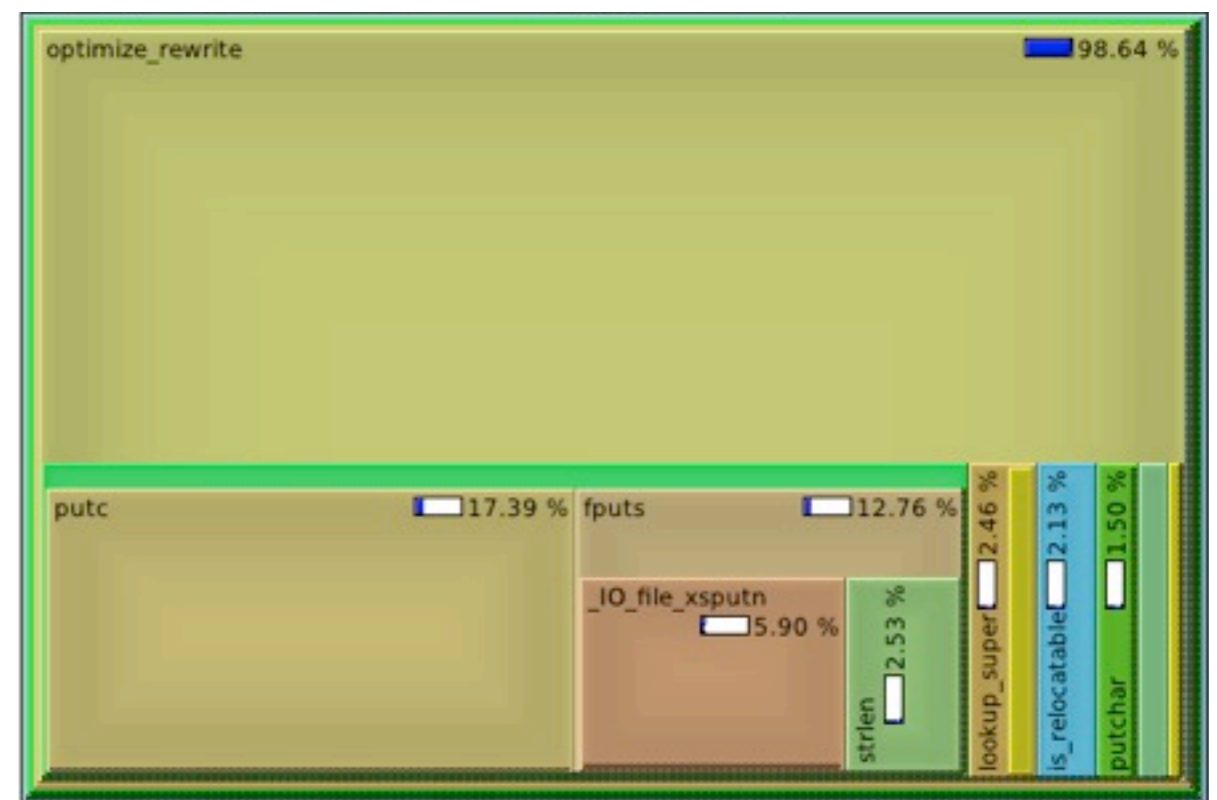 optimize_rewrite 98.64 %
putc 17.39 %
fputs 12.76 %
_IO_file_xsputn
5.90 %
strlen 2.53 %
lookup_super 2.46 %
is_relocatable 2.13 %
putchar 1.50 %